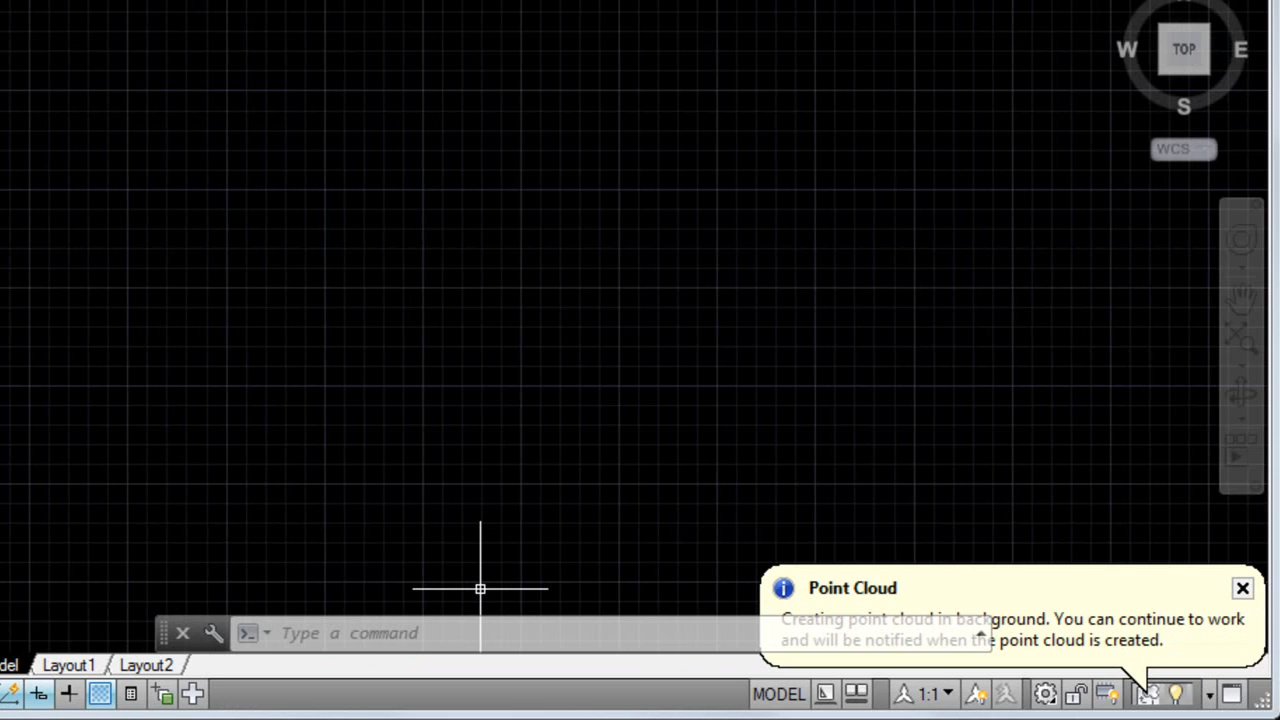 W TOP E
S
WCS
Point Cloud
Creating point cloud in background. You can continue to work
and will be notified when the point cloud is created.
Type a command
del Layout1 Layout2
MODEL 1:1